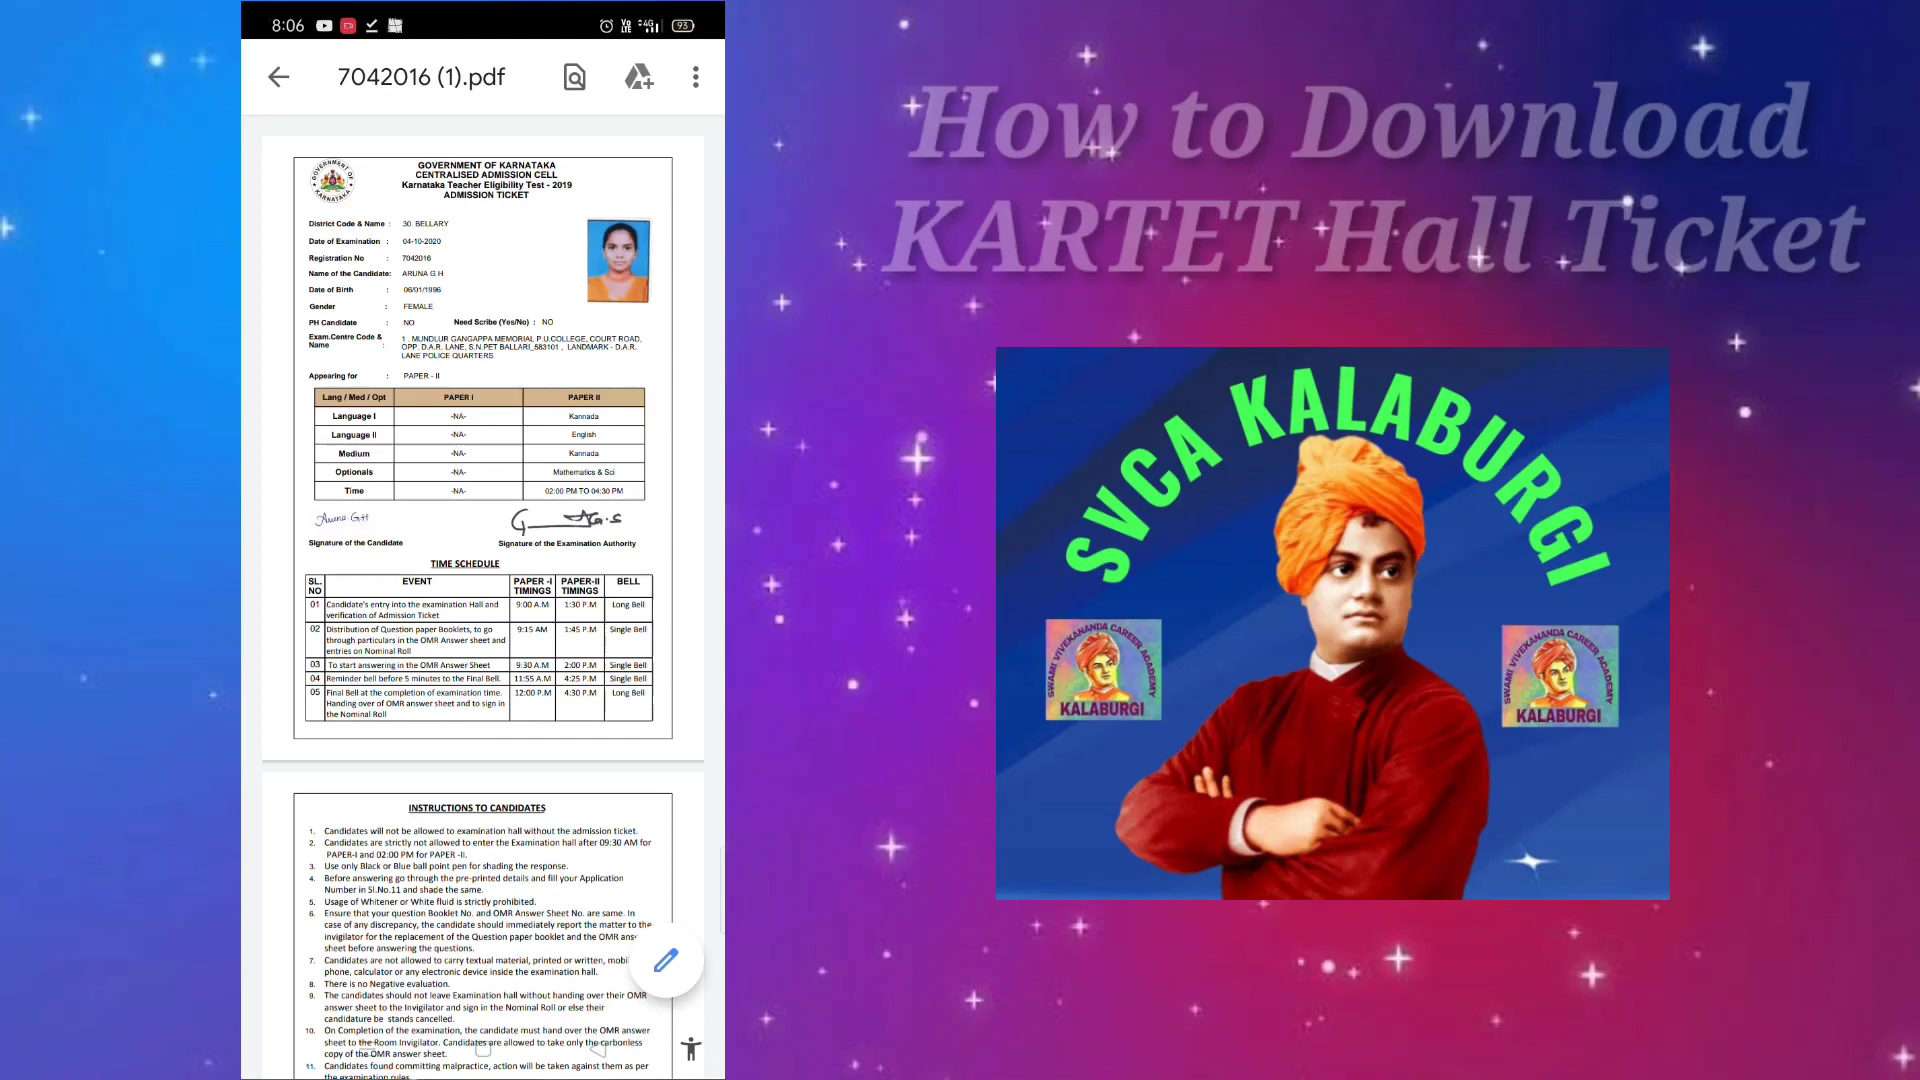 8:06
Vo LTE 4G 93
7042016 (1).pdf
GOVERNMENT OF KARNATAKA
CENTRALISED ADMISSION CELL
Karnataka Teacher Eligibility Test - 2019
ADMISSION TICKET
GOVERNMENT OF KARNATAKA
District Code & Name : 30. BELLARY
Date of Examination : 04-10-2020
Registration No : 7042016
Name of the Candidate: ARUNA G H
Date of Birth : 06/01/1996
Gender : FEMALE
PH Candidate : NO Need Scribe (Yes/No) : NO
Exam.Centre Code & Name : 1 . MUNDLUR GANGAPPA MEMORIAL P.U.COLLEGE, COURT ROAD,
OPP. D.A.R. LANE, S.N.PET BALLARI_583101 , LANDMARK - D.A.R.
LANE POLICE QUARTERS
Appearing for : PAPER - II
Lang / Med / Opt PAPER I PAPER II
Language I -NA- Kannada
Language II -NA- English
Medium -NA- Kannada
Optionals -NA- Mathematics & Sci
Time -NA- 02:00 PM TO 04:30 PM
Aruna G H
Signature of the Candidate Signature of the Examination Authority
TIME SCHEDULE
SL. NO EVENT PAPER -I TIMINGS PAPER-II TIMINGS BELL
01 Candidate's entry into the examination Hall and 9:00 A.M 1:30 P.M Long Bell
verification of Admission Ticket
02 Distribution of Question paper Booklets, to go 9:15 AM 1:45 P.M Single Bell
through particulars in the OMR Answer sheet and
entries on Nominal Roll
03 To start answering in the OMR Answer Sheet 9:30 A.M 2:00 P.M Single Bell
04 Reminder bell before 5 minutes to the Final Bell. 11:55 A.M 4:25 P.M Single Bell
05 Final Bell at the completion of examination time. 12:00 P.M 4:30 P.M Long Bell
Handing over of OMR answer sheet and to sign in
the Nominal Roll
INSTRUCTIONS TO CANDIDATES
1. Candidates will not be allowed to examination hall without the admission ticket.
2. Candidates are strictly not allowed to enter the Examination hall after 09:30 AM for
PAPER-I and 02:00 PM for PAPER -II.
3. Use only Black or Blue ball point pen for shading the response.
4. Before answering go through the pre-printed details and fill your Application
Number in Sl.No.11 and shade the same.
5. Usage of Whitener or White fluid is strictly prohibited.
6. Ensure that your question Booklet No. and OMR Answer Sheet No. are same. In
case of any discrepancy, the candidate should immediately report the matter to the
invigilator for the replacement of the Question paper booklet and the OMR
sheet before answering the questions.
7. Candidates are not allowed to carry textual material, printed or written,
phone, calculator or any electronic device inside the examination hall.
8. There is no Negative evaluation.
9. The candidates should not leave Examination hall without handing over their OMR
answer sheet to the Invigilator and sign in the Nominal Roll or else their
candidature be stands cancelled.
10. On Completion of the examination, the candidate must hand over the OMR answer
sheet to the Room Invigilator. Candidates are allowed to take only the carbonless
copy of the OMR answer sheet.
11. Candidates found committing malpractice, action will be taken against them as per
the examination rules.
How to Download
KARTET Hall Ticket
SVCA KALABURGI
SWAMI VIVEKANANDA CAREER ACADEMY
KALABURGI
SWAMI VIVEKANANDA CAREER ACADEMY
KALABURGI